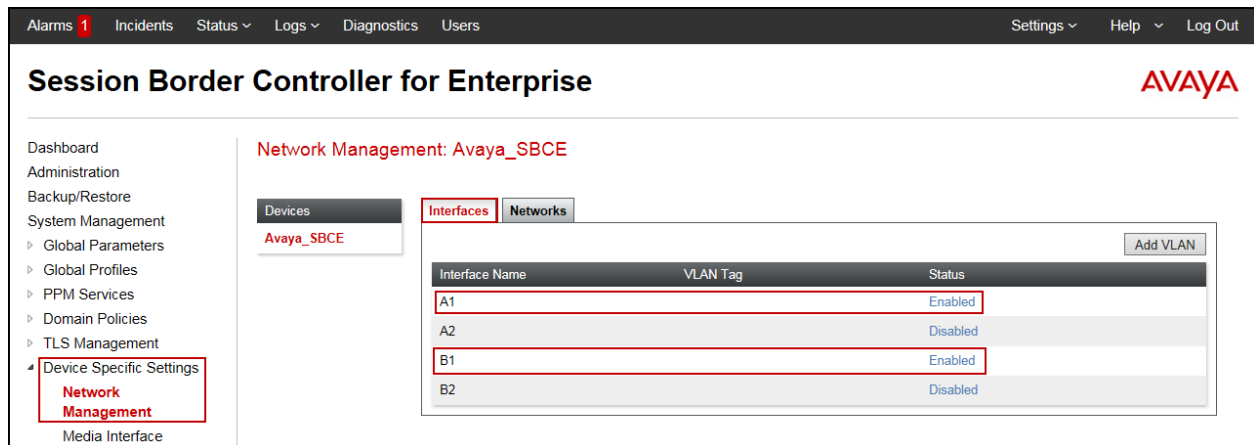 Alarms 1 Incidents Status Logs Diagnostics Users Settings Help Log Out
Session Border Controller for Enterprise
AVAYA
Dashboard
Administration
Backup/Restore
System Management
Global Parameters
Global Profiles
PPM Services
Domain Policies
TLS Management
Device Specific Settings
Network
Management
Media Interface
Network Management: Avaya_SBCE
Devices
Avaya_SBCE
Interfaces Networks
Add VLAN
Interface Name VLAN Tag Status
A1 Enabled
A2 Disabled
B1 Enabled
B2 Disabled